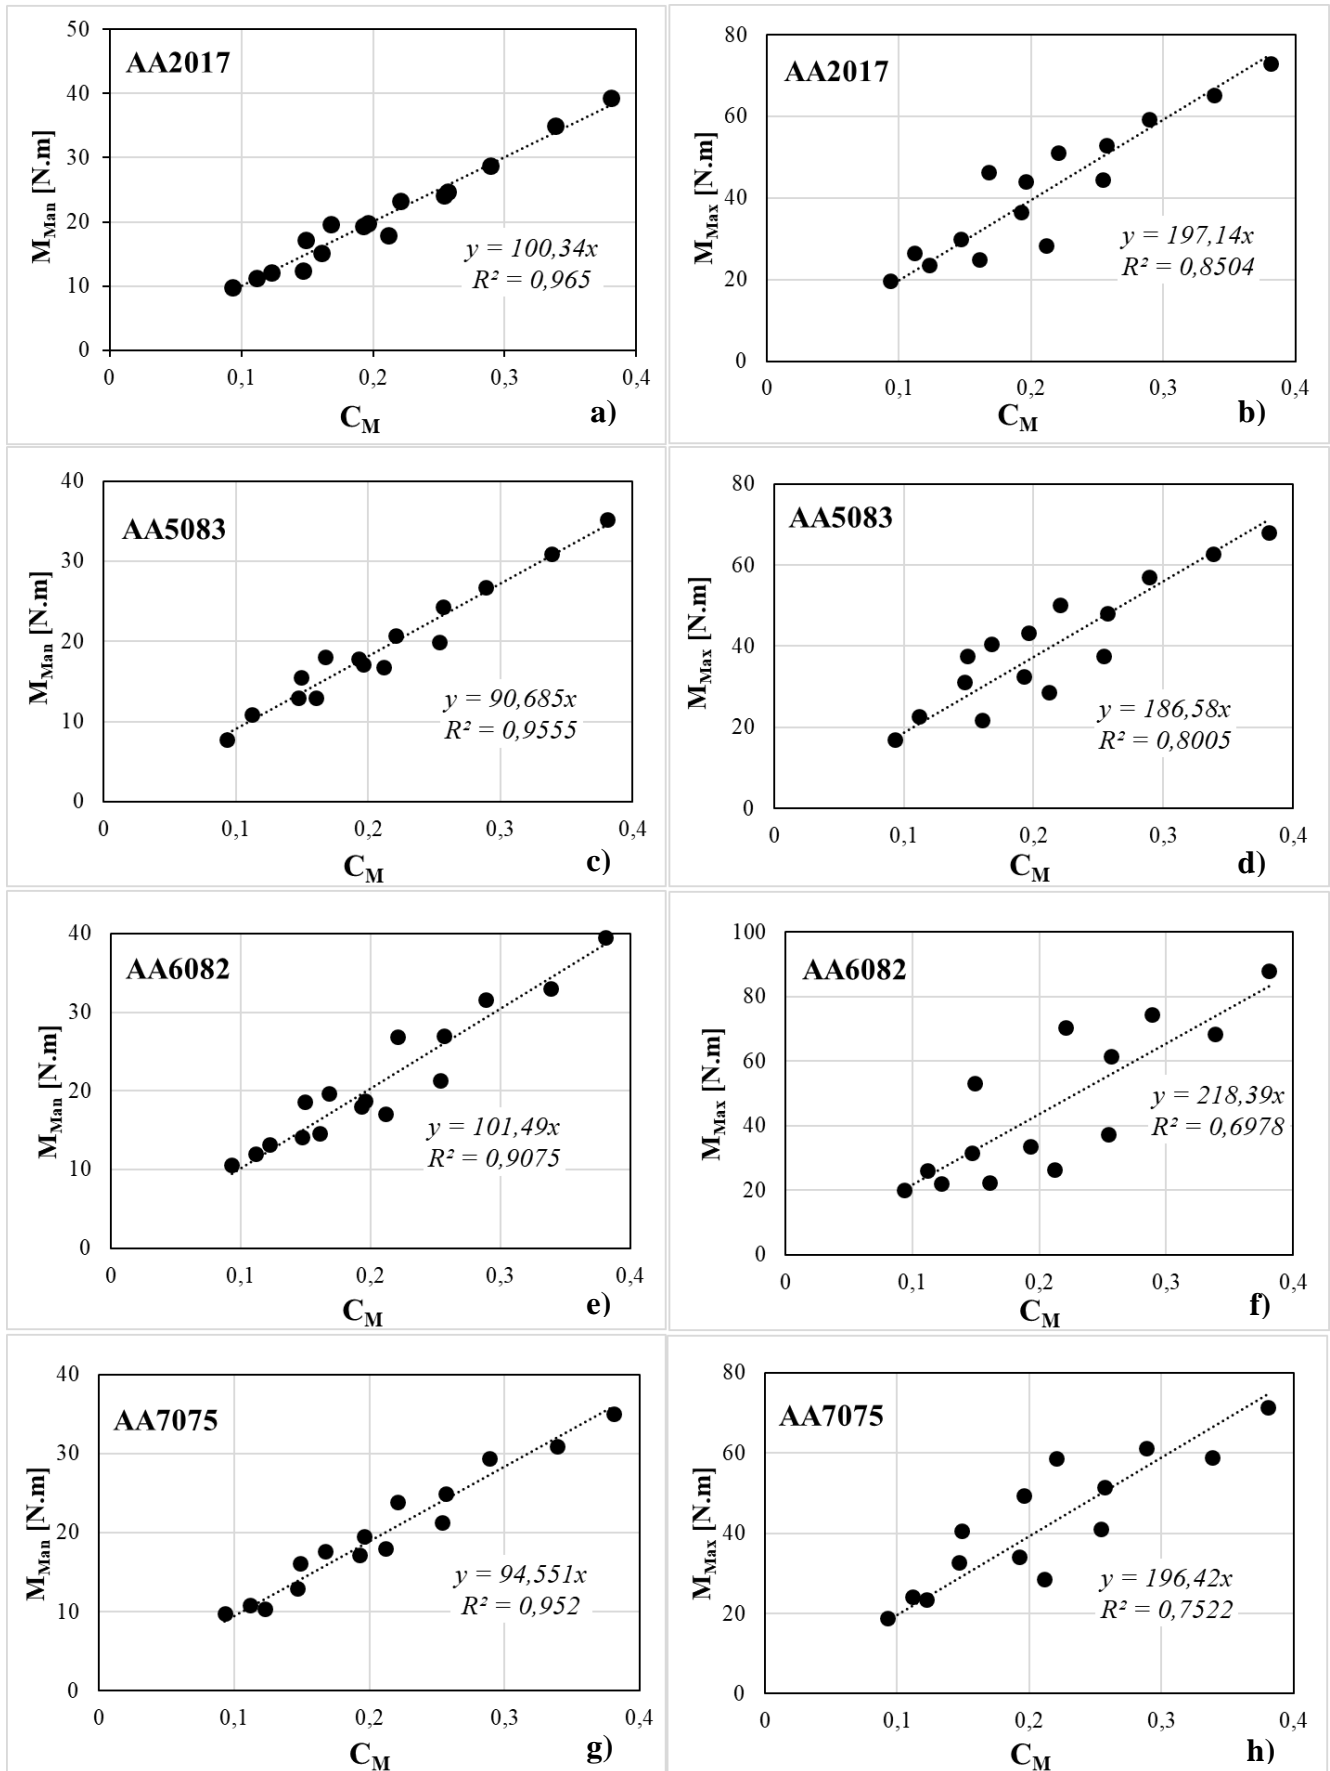 AA2017
M_Man [N.m]
50
40
30
20
10
0
y = 100,34x
R² = 0,965
0 0,1 0,2 0,3 0,4
C_M
a)
AA2017
M_Max [N.m]
80
60
40
20
0
y = 197,14x
R² = 0,8504
0 0,1 0,2 0,3 0,4
C_M
b)
AA5083
M_Man [N.m]
40
30
20
10
0
y = 90,685x
R² = 0,9555
0 0,1 0,2 0,3 0,4
C_M
c)
AA5083
M_Max [N.m]
80
60
40
20
0
y = 186,58x
R² = 0,8005
0 0,1 0,2 0,3 0,4
C_M
d)
AA6082
M_Man [N.m]
40
30
20
10
0
y = 101,49x
R² = 0,9075
0 0,1 0,2 0,3 0,4
C_M
e)
AA6082
M_Max [N.m]
100
80
60
40
20
0
y = 218,39x
R² = 0,6978
0 0,1 0,2 0,3 0,4
C_M
f)
AA7075
M_Man [N.m]
40
30
20
10
0
y = 94,551x
R² = 0,952
0 0,1 0,2 0,3 0,4
C_M
g)
AA7075
M_Max [N.m]
80
60
40
20
0
y = 196,42x
R² = 0,7522
0 0,1 0,2 0,3 0,4
C_M
h)